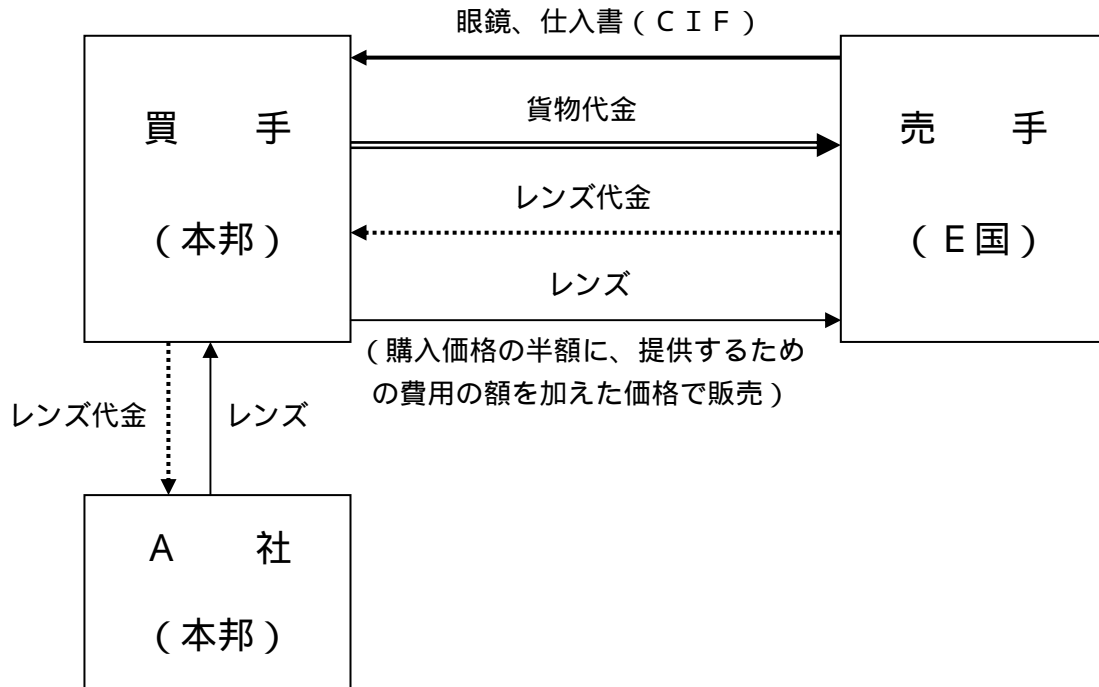 眼鏡、仕入書(CIF)
買 手
(本邦)
貨物代金
売 手
(E国)
レンズ代金
レンズ
(購入価格の半額に、提供するため
の費用の額を加えた価格で販売)
レンズ代金
レンズ
A 社
(本邦)